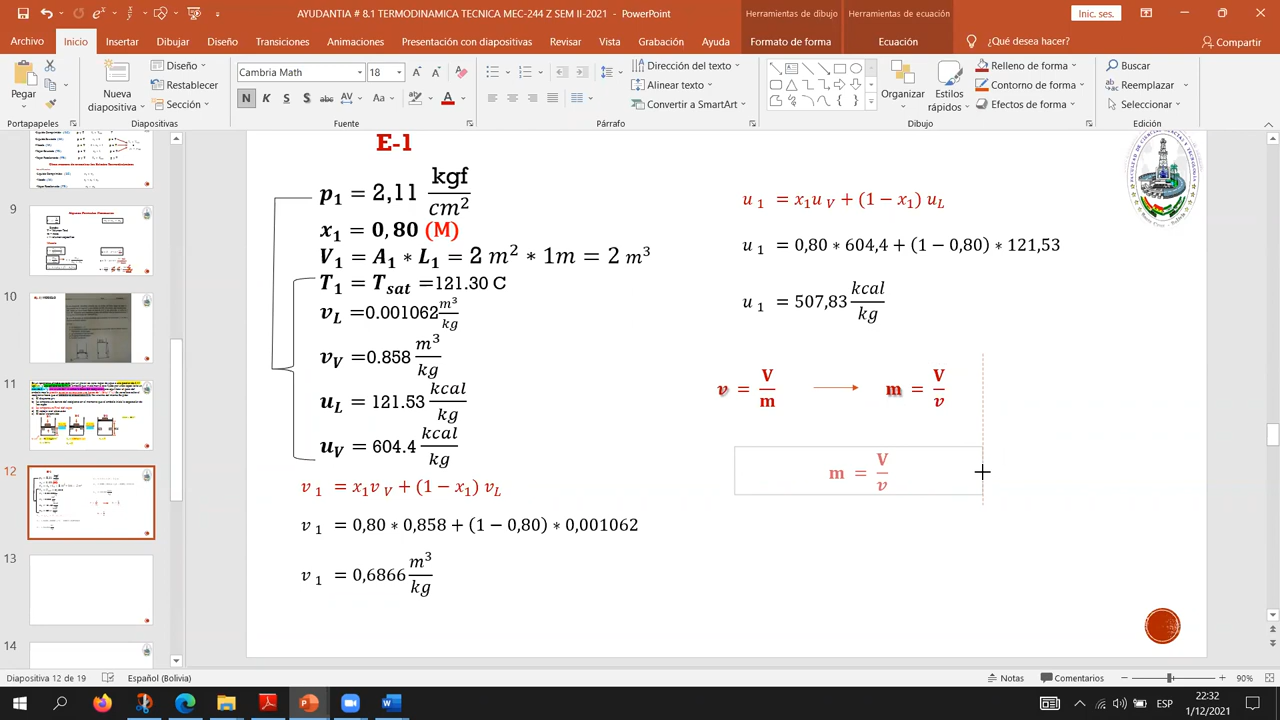 AYUDANTIA # 8.1 TERMODINAMICA TECNICA MEC-244 Z SEM II-2021 - PowerPoint
Herramientas de dibujo
Herramientas de ecuación
Inic. ses.
Archivo Inicio Insertar Dibujar Diseño Transiciones Animaciones Presentación con diapositivas Revisar Vista Grabación Ayuda Formato de forma Ecuación ¿Qué desea hacer? Compartir
Pegar
Nueva diapositiva
Diseño
Restablecer
Sección
Cambria Math 18
N K S S abc AV Aa A
Dirección del texto
Alinear texto
Convertir a SmartArt
Organizar
Estilos rápidos
Relleno de forma
Contorno de forma
Efectos de forma
Buscar
Reemplazar
Seleccionar
Portapapeles Diapositivas Fuente Párrafo Dibujo Edición
9
10
11
12
13
14
E-1
p₁ = 2,11 kgf/cm²
x₁ = 0,80 (M)
V₁ = A₁ * L₁ = 2 m² * 1m = 2 m³
T₁ = T_sat =121.30 C
v_L =0.001062 m³/kg
v_V =0.858 m³/kg
u_L = 121.53 kcal/kg
u_V = 604.4 kcal/kg
v ₁ = x₁v_V + (1 − x₁) v_L
v ₁ = 0,80 * 0,858 + (1 − 0,80) * 0,001062
v ₁ = 0,6866 m³/kg
u ₁ = x₁u_V + (1 − x₁) u_L
u ₁ = 0,80 * 604,4 + (1 − 0,80) * 121,53
u ₁ = 507,83 kcal/kg
v = V/m → m = V/v
m = V/v
Diapositiva 12 de 19 Español (Bolivia) Notas Comentarios 90%
ESP
22:32
1/12/2021